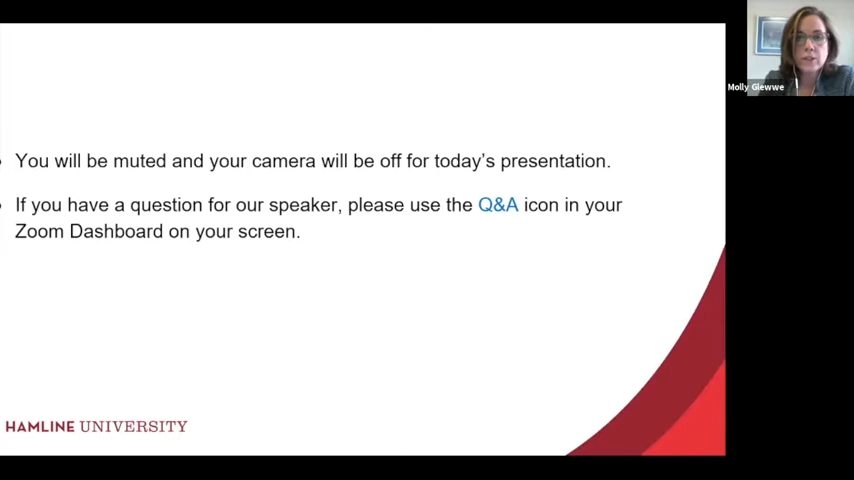 Molly Glewwe
You will be muted and your camera will be off for today's presentation.
If you have a question for our speaker, please use the Q&A icon in your
Zoom Dashboard on your screen.
HAMLINE UNIVERSITY